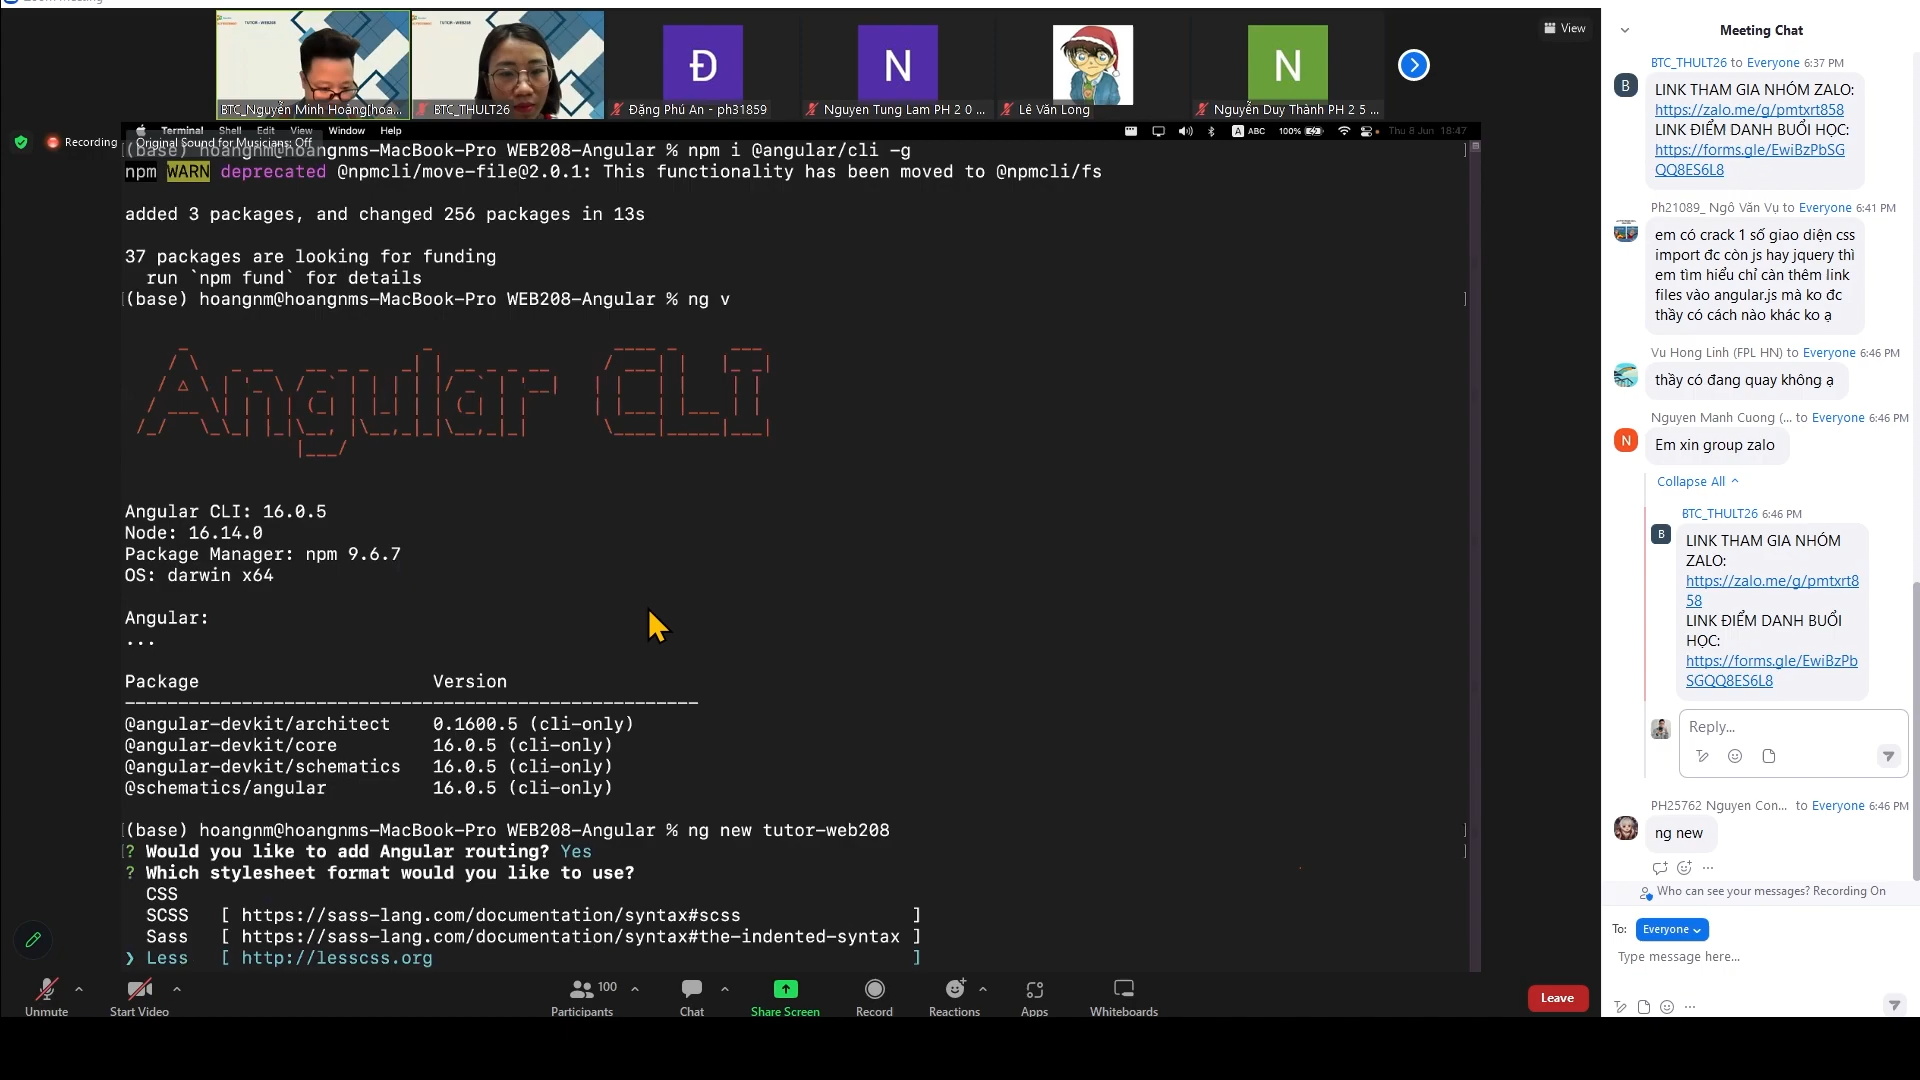 Zoom Meeting
TUTOR - WEB208
TUTOR - WEB208
Đ
N
N
View
BTC_Nguyễn Minh Hoàng[hoa...
BTC_THULT26
Đặng Phú An - ph31859
Nguyen Tung Lam PH 2 0 ...
Lê Văn Long
Nguyễn Duy Thành PH 2 5 ...
Recording
Terminal Shell Edit View Window Help
ABC 100% Thu 8 Jun 18:47
Original Sound for Musicians: Off
(base) hoangnm@hoangnms-MacBook-Pro WEB208-Angular % npm i @angular/cli -g
npm WARN deprecated @npmcli/move-file@2.0.1: This functionality has been moved to @npmcli/fs
added 3 packages, and changed 256 packages in 13s
37 packages are looking for funding
run `npm fund` for details
(base) hoangnm@hoangnms-MacBook-Pro WEB208-Angular % ng v
Angular CLI
Angular CLI: 16.0.5
Node: 16.14.0
Package Manager: npm 9.6.7
OS: darwin x64
Angular:
...
Package Version
------------------------------------------------------
@angular-devkit/architect 0.1600.5 (cli-only)
@angular-devkit/core 16.0.5 (cli-only)
@angular-devkit/schematics 16.0.5 (cli-only)
@schematics/angular 16.0.5 (cli-only)
(base) hoangnm@hoangnms-MacBook-Pro WEB208-Angular % ng new tutor-web208
? Would you like to add Angular routing? Yes
? Which stylesheet format would you like to use?
CSS
SCSS [ https://sass-lang.com/documentation/syntax#scss ]
Sass [ https://sass-lang.com/documentation/syntax#the-indented-syntax ]
❯ Less [ http://lesscss.org ]
Unmute
Start Video
100
Participants
Chat
Share Screen
Record
Reactions
Apps
Whiteboards
Leave
Meeting Chat
BTC_THULT26 to Everyone 6:37 PM
B
LINK THAM GIA NHÓM ZALO:
https://zalo.me/g/pmtxrt858
LINK ĐIỂM DANH BUỔI HỌC:
https://forms.gle/EwiBzPbSG
QQ8ES6L8
Ph21089_ Ngô Văn Vụ to Everyone 6:41 PM
em có crack 1 số giao diện css
import đc còn js hay jquery thì
em tìm hiểu chỉ càn thêm link
files vào angular.js mà ko đc
thầy có cách nào khác ko ạ
Vu Hong Linh (FPL HN) to Everyone 6:46 PM
thầy có đang quay không ạ
Nguyen Manh Cuong (... to Everyone 6:46 PM
N
Em xin group zalo
Collapse All
BTC_THULT26 6:46 PM
B
LINK THAM GIA NHÓM
ZALO:
https://zalo.me/g/pmtxrt8
58
LINK ĐIỂM DANH BUỔI
HỌC:
https://forms.gle/EwiBzPb
SGQQ8ES6L8
Reply...
PH25762 Nguyen Con... to Everyone 6:46 PM
ng new
Who can see your messages? Recording On
To: Everyone
Type message here...